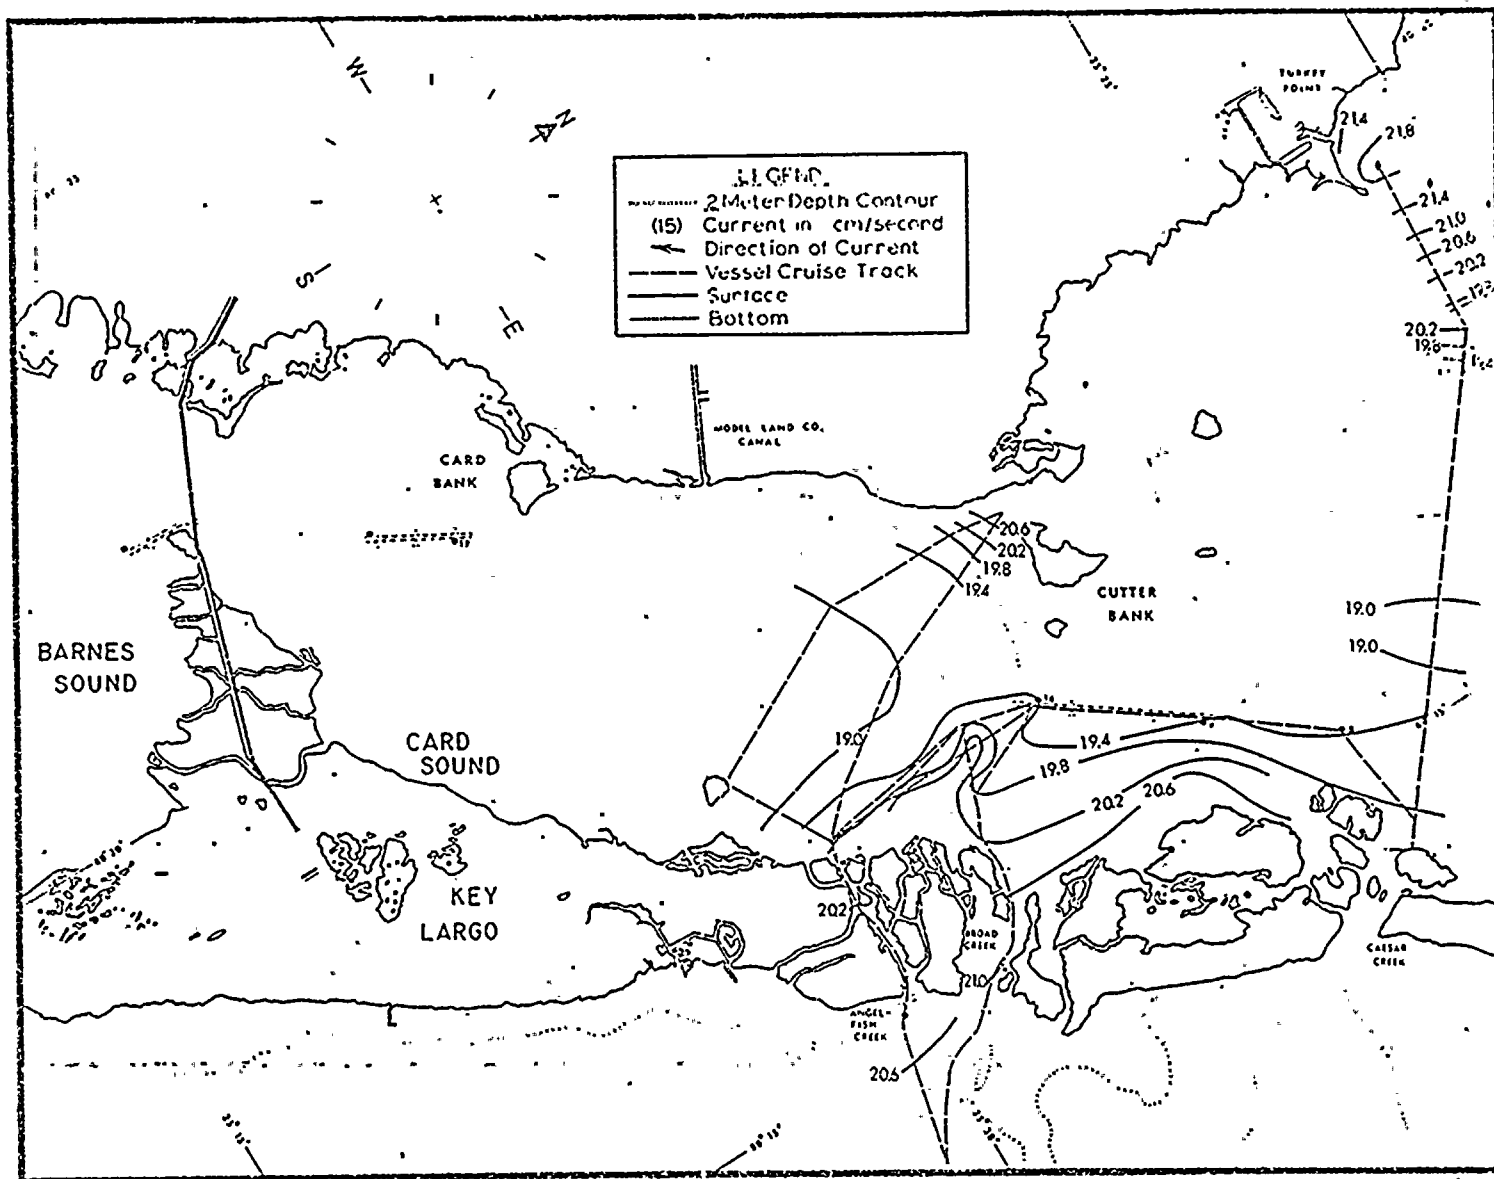 W
N
S
E
TURKEY
POINT
21.4
21.8
LEGEND
2 Meter Depth Contour
(15) Current in cm/second
Direction of Current
Vessel Cruise Track
Surface
Bottom
21.4
21.0
20.6
20.2
20.2
19.8
MODEL LAND CO.
CANAL
CARD
BANK
20.6
20.2
19.8
19.4
CUTTER
BANK
19.0
19.0
BARNES
SOUND
CARD
SOUND
19.0
19.4
19.8
20.2
20.6
KEY
LARGO
20.2
BROAD
CREEK
21.0
CAESAR
CREEK
ANGEL-
FISH
CREEK